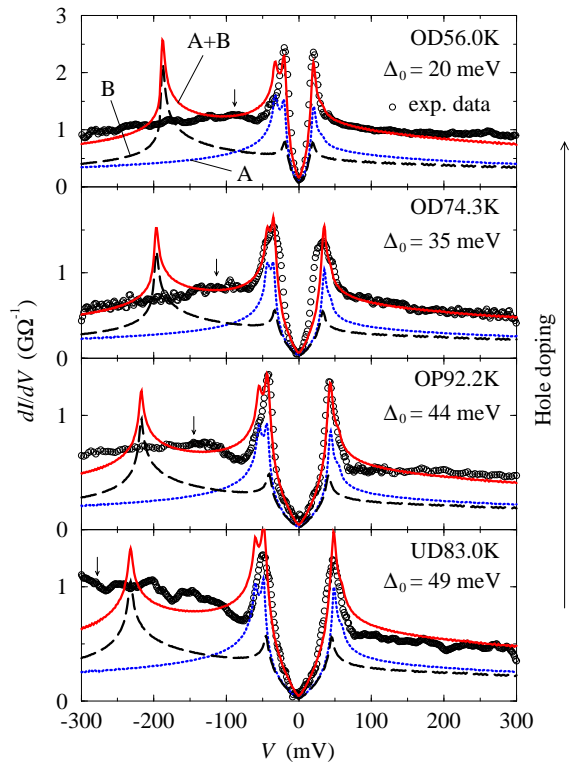 3
2
1
0
A+B
B
A
OD56.0K
Δ₀ = 20 meV
○ exp. data
1
0
OD74.3K
Δ₀ = 35 meV
1
0
OP92.2K
Δ₀ = 44 meV
1
0
UD83.0K
Δ₀ = 49 meV
-300 -200 -100 0 100 200 300
V (mV)
dI/dV (GΩ⁻¹)
Hole doping